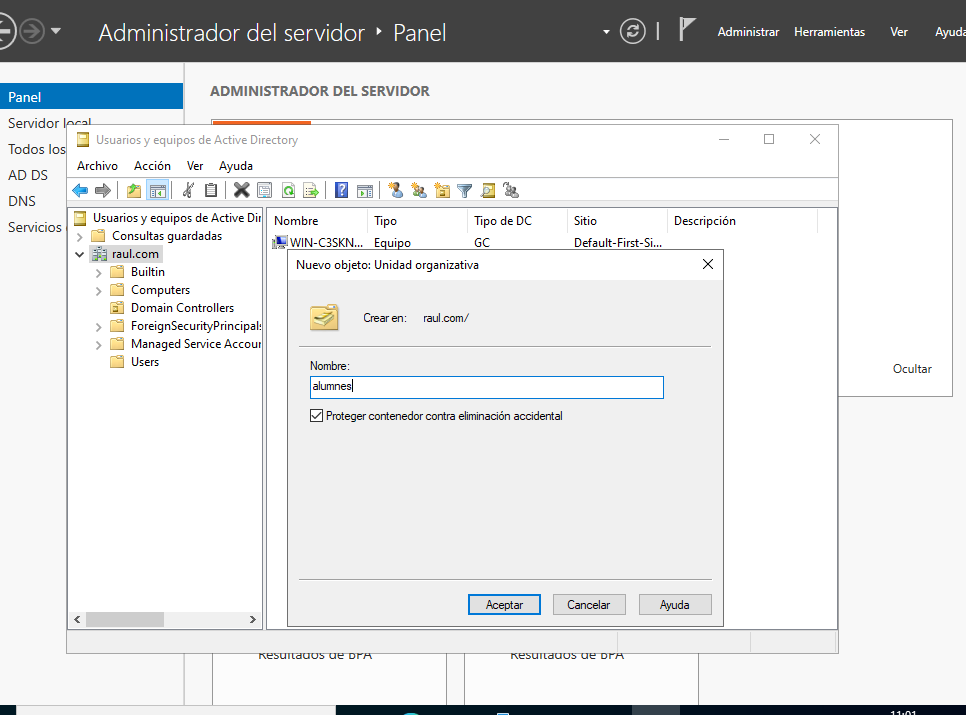 Administrador del servidor ‣ Panel
Administrar Herramientas Ver Ayuda
Panel
Servidor local
Todos los
AD DS
DNS
Servicios
ADMINISTRADOR DEL SERVIDOR
Usuarios y equipos de Active Directory
Archivo Acción Ver Ayuda
Usuarios y equipos de Active Dir
Consultas guardadas
raul.com
Builtin
Computers
Domain Controllers
ForeignSecurityPrincipals
Managed Service Accour
Users
Nombre Tipo Tipo de DC Sitio Descripción
WIN-C3SKN... Equipo GC Default-First-Si...
Nuevo objeto: Unidad organizativa
Crear en: raul.com/
Nombre:
alumnes
Proteger contenedor contra eliminación accidental
Aceptar Cancelar Ayuda
Ocultar
Resultados de BPA Resultados de BPA
11:01